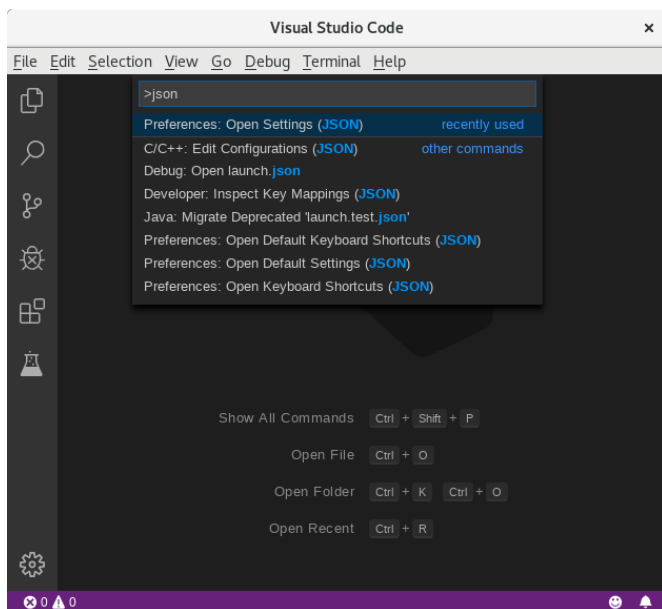 Visual Studio Code ×
File Edit Selection View Go Debug Terminal Help
>json
Preferences: Open Settings (JSON) recently used
C/C++: Edit Configurations (JSON) other commands
Debug: Open launch.json
Developer: Inspect Key Mappings (JSON)
Java: Migrate Deprecated 'launch.test.json'
Preferences: Open Default Keyboard Shortcuts (JSON)
Preferences: Open Default Settings (JSON)
Preferences: Open Keyboard Shortcuts (JSON)
Show All Commands Ctrl + Shift + P
Open File Ctrl + O
Open Folder Ctrl + K Ctrl + O
Open Recent Ctrl + R
0 0